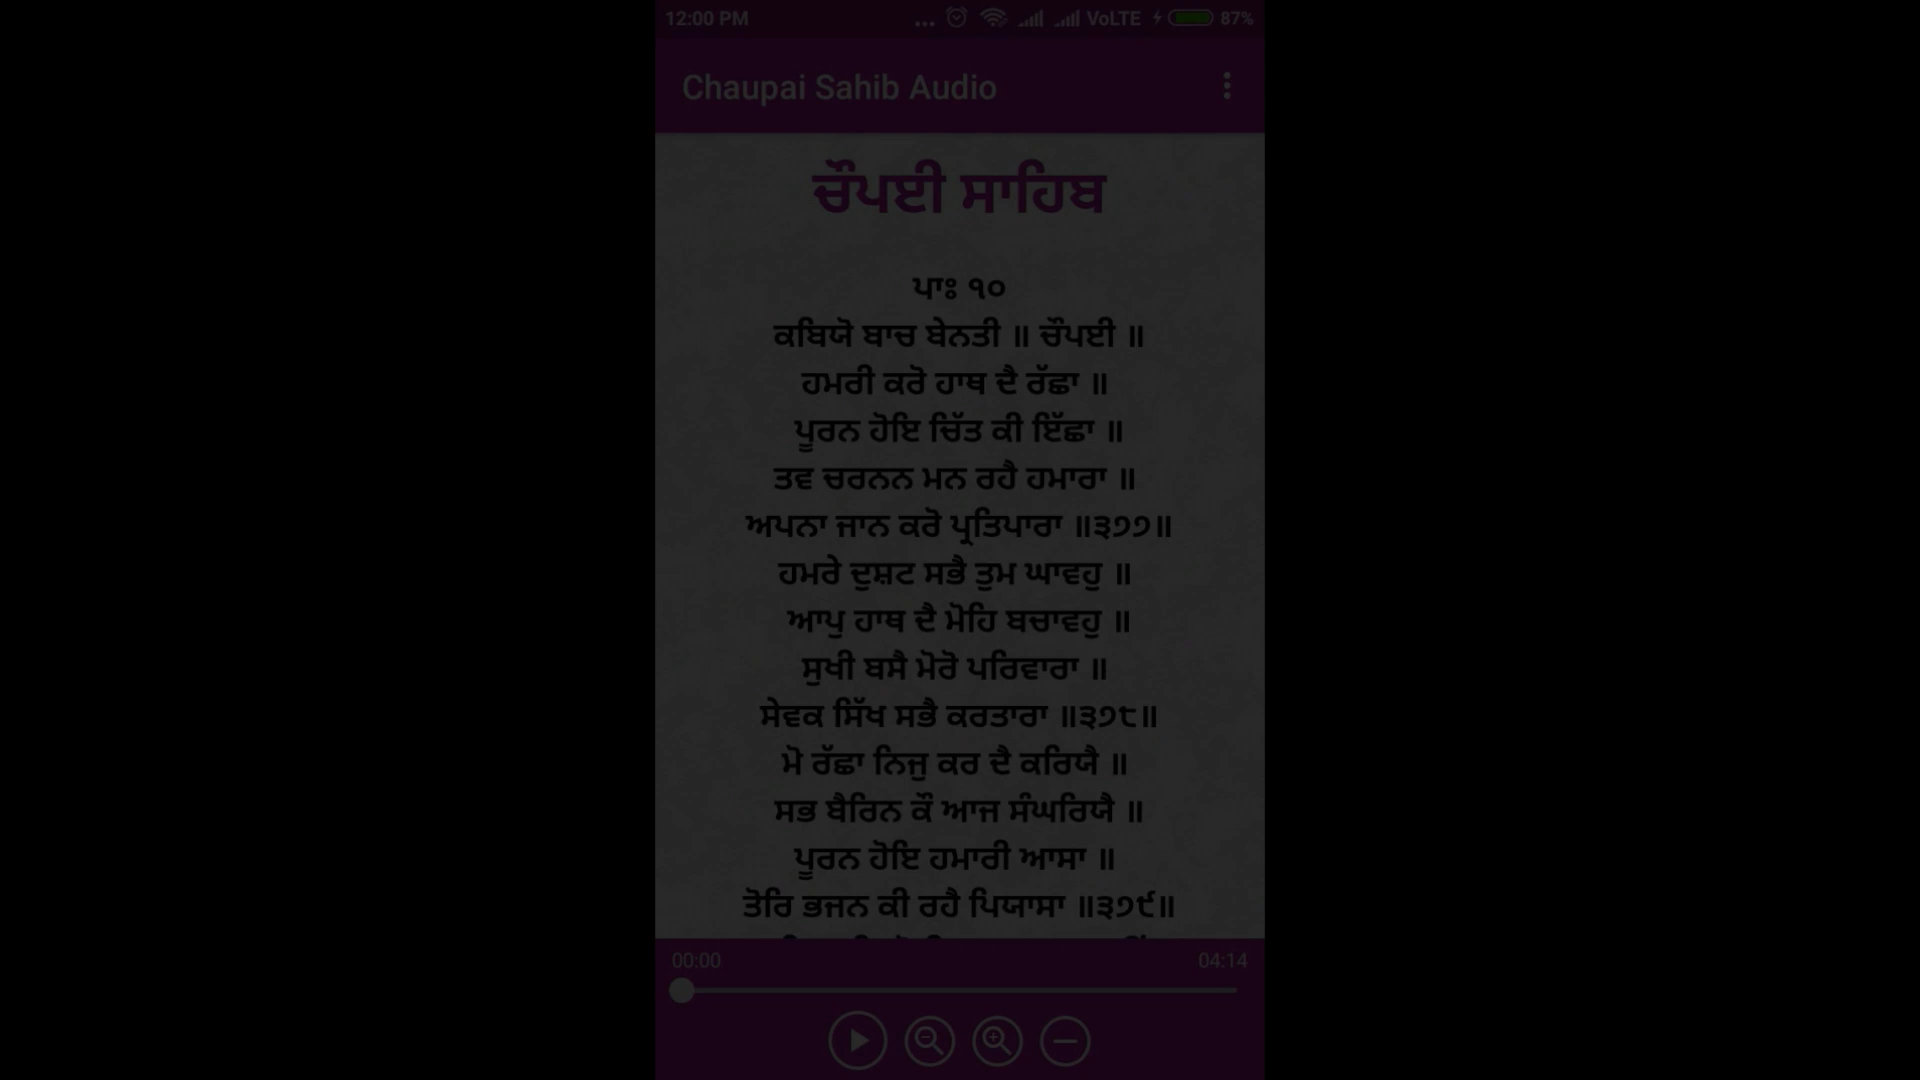 12:00 PM ... VoLTE 87%
Chaupai Sahib Audio
ਚੌਪਈ ਸਾਹਿਬ
ਪਾਃ ੧੦
ਕਬਿਯੋ ਬਾਚ ਬੇਨਤੀ ॥ ਚੌਪਈ ॥
ਹਮਰੀ ਕਰੋ ਹਾਥ ਦੈ ਰੱਛਾ ॥
ਪੂਰਨ ਹੋਇ ਚਿੱਤ ਕੀ ਇੱਛਾ ॥
ਤਵ ਚਰਨਨ ਮਨ ਰਹੈ ਹਮਾਰਾ ॥
ਅਪਨਾ ਜਾਨ ਕਰੋ ਪ੍ਰਤਿਪਾਰਾ ॥੩੭੭॥
ਹਮਰੇ ਦੁਸ਼ਟ ਸਭੈ ਤੁਮ ਘਾਵਹੁ ॥
ਆਪੁ ਹਾਥ ਦੈ ਮੋਹਿ ਬਚਾਵਹੁ ॥
ਸੁਖੀ ਬਸੈ ਮੋਰੋ ਪਰਿਵਾਰਾ ॥
ਸੇਵਕ ਸਿੱਖ ਸਭੈ ਕਰਤਾਰਾ ॥੩੭੮॥
ਮੋ ਰੱਛਾ ਨਿਜੁ ਕਰ ਦੈ ਕਰਿਯੈ ॥
ਸਭ ਬੈਰਿਨ ਕੌ ਆਜ ਸੰਘਰਿਯੈ ॥
ਪੂਰਨ ਹੋਇ ਹਮਾਰੀ ਆਸਾ ॥
ਤੋਰਿ ਭਜਨ ਕੀ ਰਹੈ ਪਿਯਾਸਾ ॥੩੭੯॥
00:00 04:14